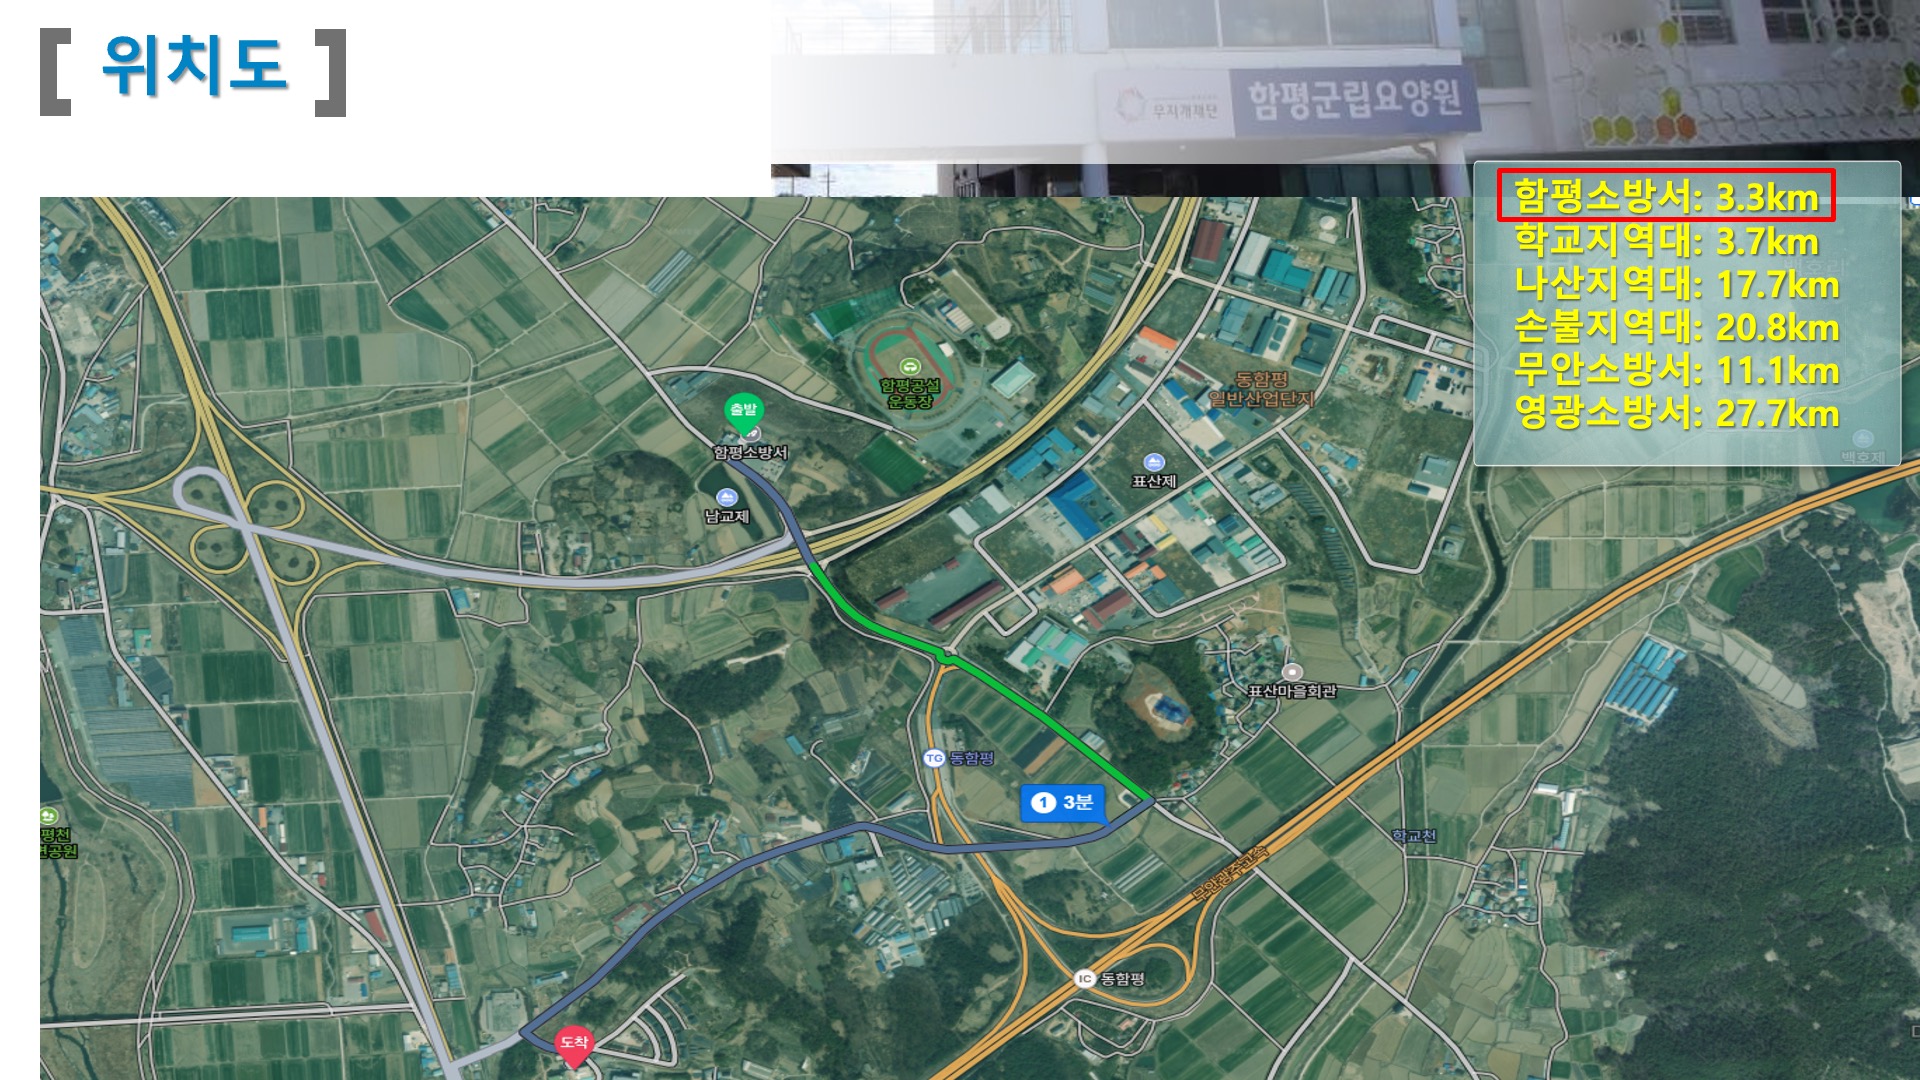 [ 위치도 ]
무지개재단
함평군립요양원
함평소방서: 3.3km
학교지역대: 3.7km
나산지역대: 17.7km
손불지역대: 20.8km
무안소방서: 11.1km
영광소방서: 27.7km
백호제
함평공설
운동장
동함평
일반산업단지
출발
함평소방서
표산제
남교제
표산마을회관
TG 동함평
1 3분
학교천
평천
변공원
무안광주고속
IC 동함평
도착